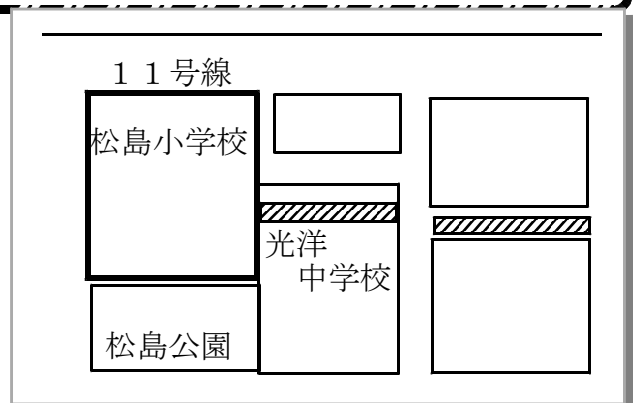 １１号線
松島小学校
光洋
中学校
松島公園